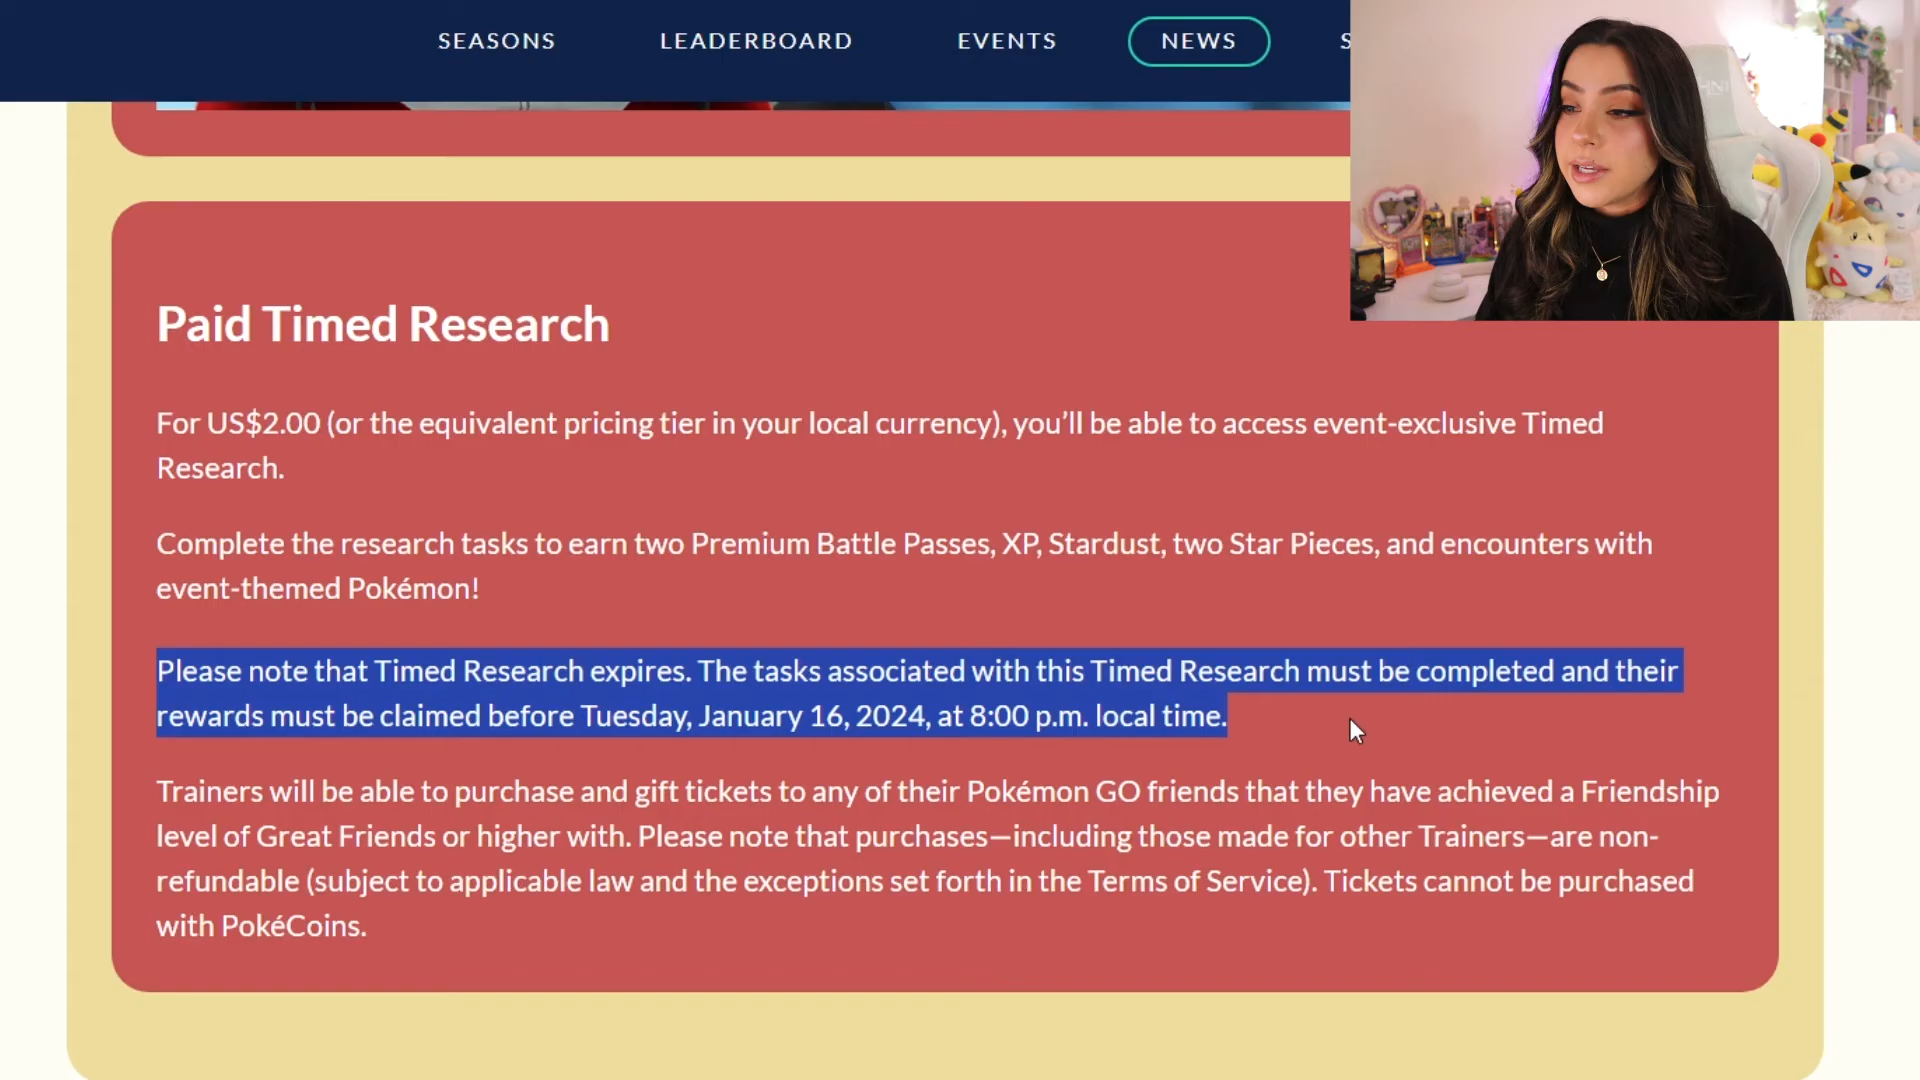 SEASONS LEADERBOARD EVENTS NEWS S
Paid Timed Research
For US$2.00 (or the equivalent pricing tier in your local currency), you’ll be able to access event-exclusive Timed
Research.
Complete the research tasks to earn two Premium Battle Passes, XP, Stardust, two Star Pieces, and encounters with
event-themed Pokémon!
Please note that Timed Research expires. The tasks associated with this Timed Research must be completed and their
rewards must be claimed before Tuesday, January 16, 2024, at 8:00 p.m. local time.
Trainers will be able to purchase and gift tickets to any of their Pokémon GO friends that they have achieved a Friendship
level of Great Friends or higher with. Please note that purchases—including those made for other Trainers—are non-
refundable (subject to applicable law and the exceptions set forth in the Terms of Service). Tickets cannot be purchased
with PokéCoins.